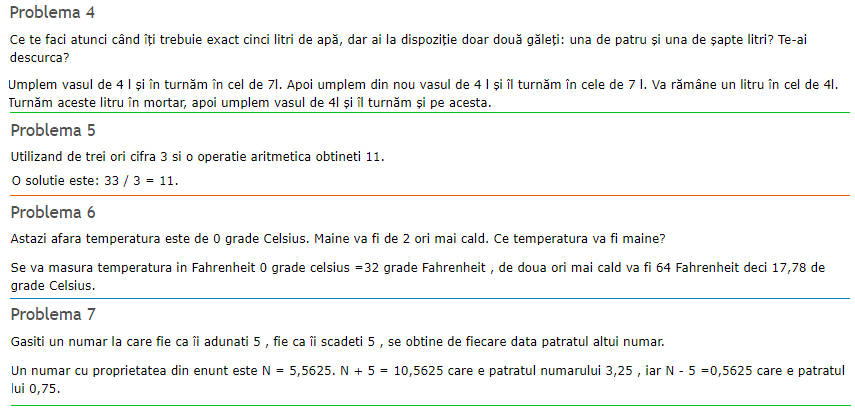 Problema 4
Ce te faci atunci când îți trebuie exact cinci litri de apă, dar ai la dispoziție doar două găleți: una de patru și una de șapte litri? Te-ai
descurca?
Umplem vasul de 4 l și în turnăm în cel de 7l. Apoi umplem din nou vasul de 4 l și îl turnăm în cele de 7 l. Va rămâne un litru în cel de 4l.
Turnăm aceste litru în mortar, apoi umplem vasul de 4l și îl turnăm și pe acesta.
Problema 5
Utilizand de trei ori cifra 3 si o operatie aritmetica obtineti 11.
O solutie este: 33 / 3 = 11.
Problema 6
Astazi afara temperatura este de 0 grade Celsius. Maine va fi de 2 ori mai cald. Ce temperatura va fi maine?
Se va masura temperatura in Fahrenheit 0 grade celsius =32 grade Fahrenheit , de doua ori mai cald va fi 64 Fahrenheit deci 17,78 de
grade Celsius.
Problema 7
Gasiti un numar la care fie ca îi adunati 5 , fie ca îi scadeti 5 , se obtine de fiecare data patratul altui numar.
Un numar cu proprietatea din enunt este N = 5,5625. N + 5 = 10,5625 care e patratul numarului 3,25 , iar N - 5 =0,5625 care e patratul
lui 0,75.